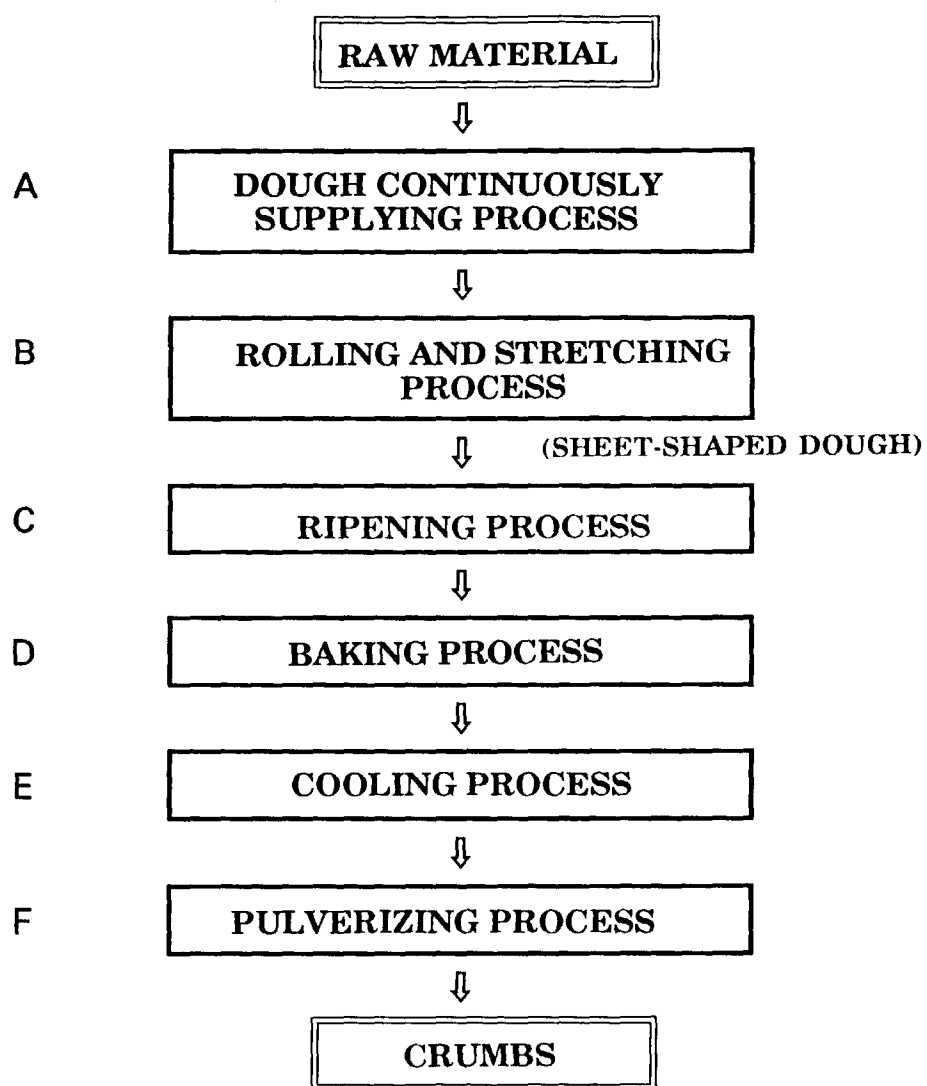 RAW MATERIAL
A
DOUGH CONTINUOUSLY
SUPPLYING PROCESS
B
ROLLING AND STRETCHING
PROCESS
(SHEET-SHAPED DOUGH)
C
RIPENING PROCESS
D
BAKING PROCESS
E
COOLING PROCESS
F
PULVERIZING PROCESS
CRUMBS